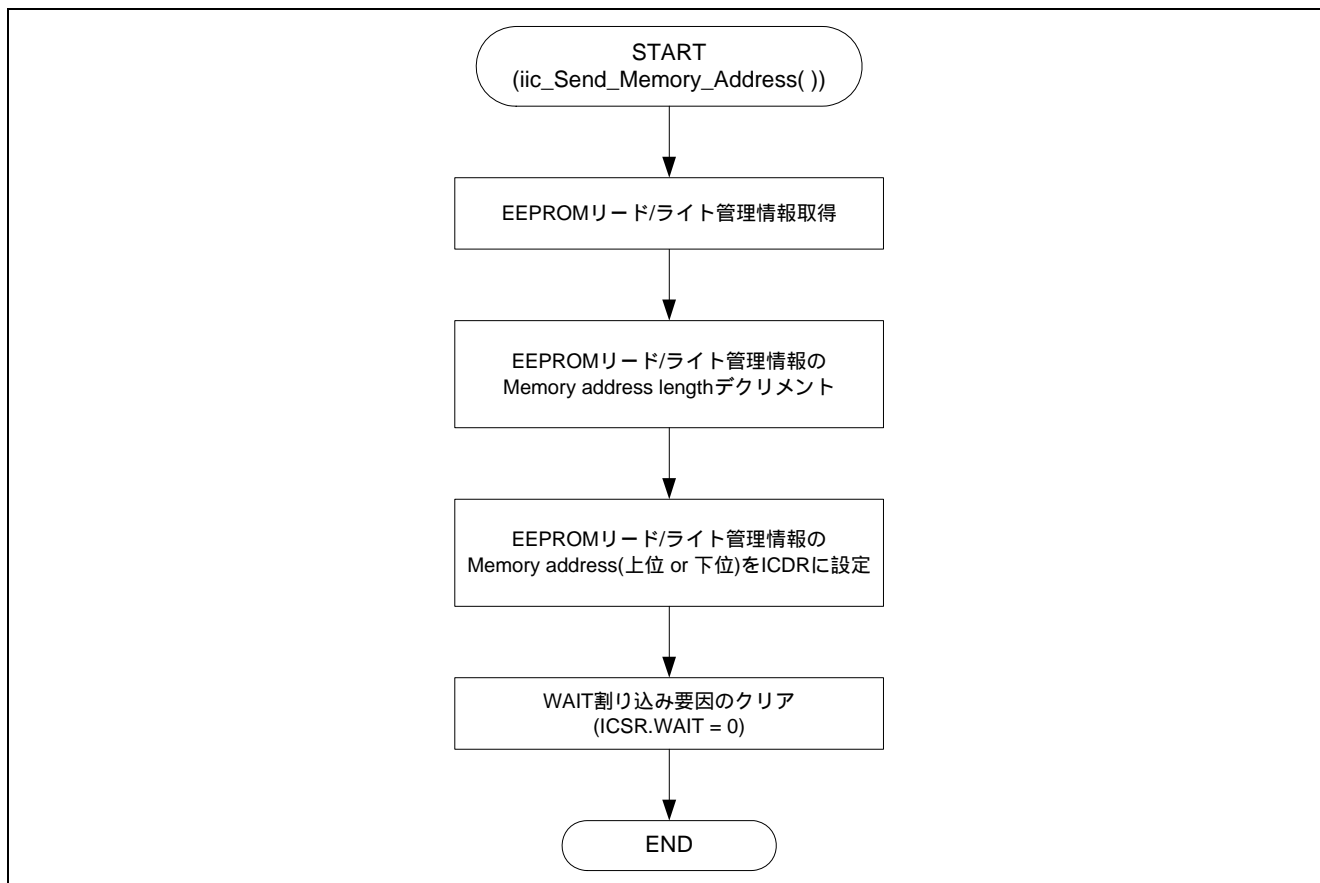 START
(iic_Send_Memory_Address( ))
EEPROMリード/ライト管理情報取得
EEPROMリード/ライト管理情報の
Memory address lengthデクリメント
EEPROMリード/ライト管理情報の
Memory address(上位 or 下位)をICDRに設定
WAIT割り込み要因のクリア
(ICSR.WAIT = 0)
END